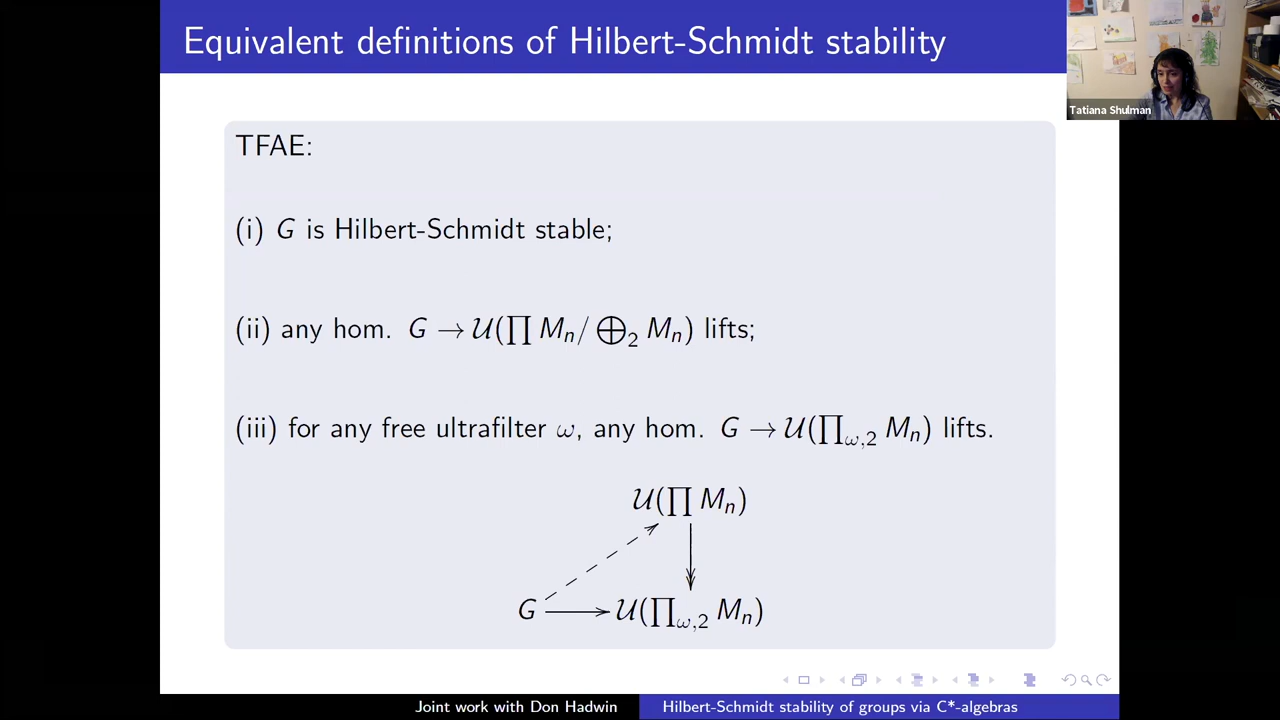 Equivalent definitions of Hilbert-Schmidt stability
Tatiana Shulman
TFAE:
(i) G is Hilbert-Schmidt stable;
(ii) any hom. G → 𝒰(∏ Mₙ/ ⊕₂ Mₙ) lifts;
(iii) for any free ultrafilter ω, any hom. G → 𝒰(∏_{ω,2} Mₙ) lifts.
𝒰(∏ Mₙ)
G → 𝒰(∏_{ω,2} Mₙ)
Joint work with Don Hadwin
Hilbert-Schmidt stability of groups via C*-algebras